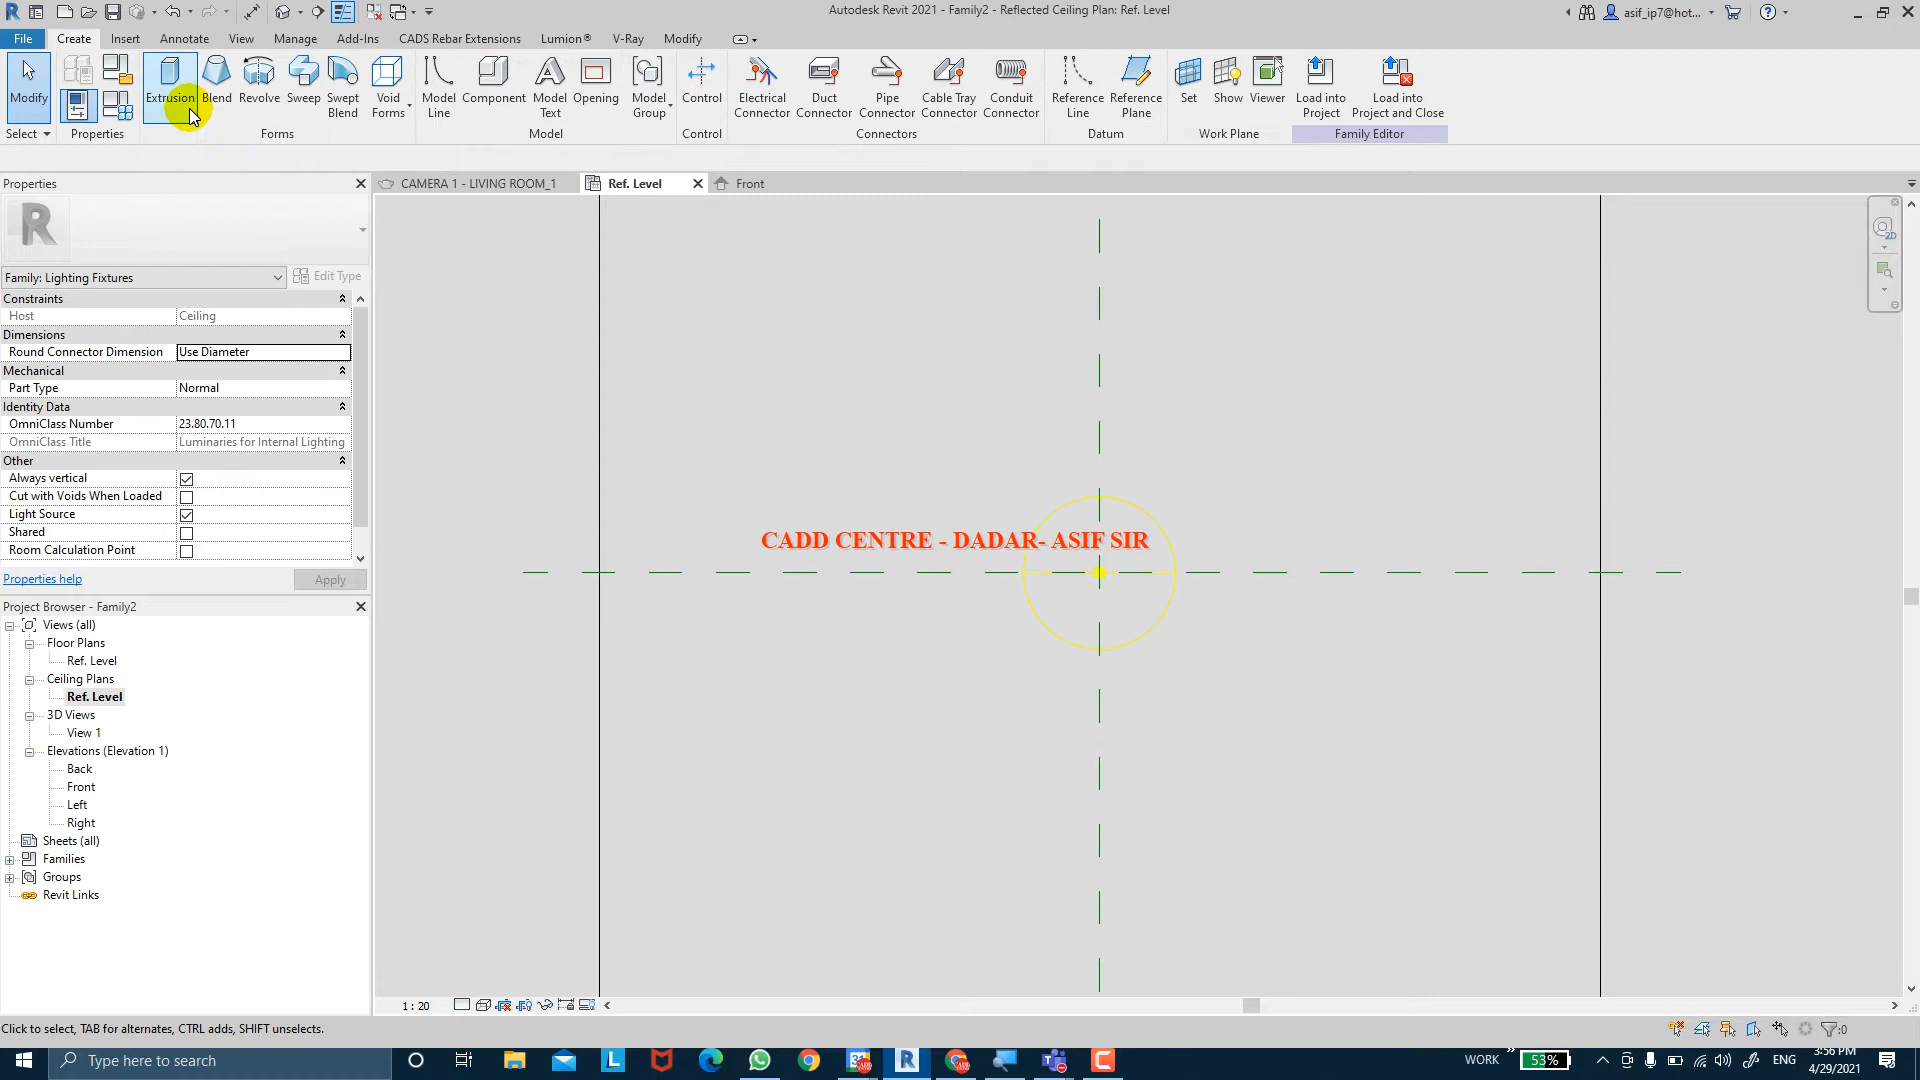 Autodesk Revit 2021 - Family2 - Reflected Ceiling Plan: Ref. Level
asif_ip7@hot...
File Create Insert Annotate View Manage Add-Ins CADS Rebar Extensions Lumion® V-Ray Modify
Modify Extrusion Blend Revolve Sweep Swept Blend Void Forms Model Line Component Model Text Opening Model Group Control Electrical Connector Duct Connector Pipe Connector Cable Tray Connector Conduit Connector Reference Line Reference Plane Set Show Viewer Load into Project Load into Project and Close
Select Properties Forms Model Control Connectors Datum Work Plane Family Editor
Properties
CAMERA 1 - LIVING ROOM_1 Ref. Level Front
2D
Family: Lighting Fixtures Edit Type
Constraints
Host Ceiling
Dimensions
Round Connector Dimension Use Diameter
Mechanical
Part Type Normal
Identity Data
OmniClass Number 23.80.70.11
OmniClass Title Luminaries for Internal Lighting
Other
Always vertical
Cut with Voids When Loaded
Light Source
Shared
Room Calculation Point
Properties help Apply
CADD CENTRE - DADAR- ASIF SIR
Project Browser - Family2
Views (all)
Floor Plans
Ref. Level
Ceiling Plans
Ref. Level
3D Views
View 1
Elevations (Elevation 1)
Back
Front
Left
Right
Sheets (all)
Families
Groups
Revit Links
1 : 20
Click to select, TAB for alternates, CTRL adds, SHIFT unselects.
:0
Type here to search
WORK
53%
ENG
3:56 PM
4/29/2021